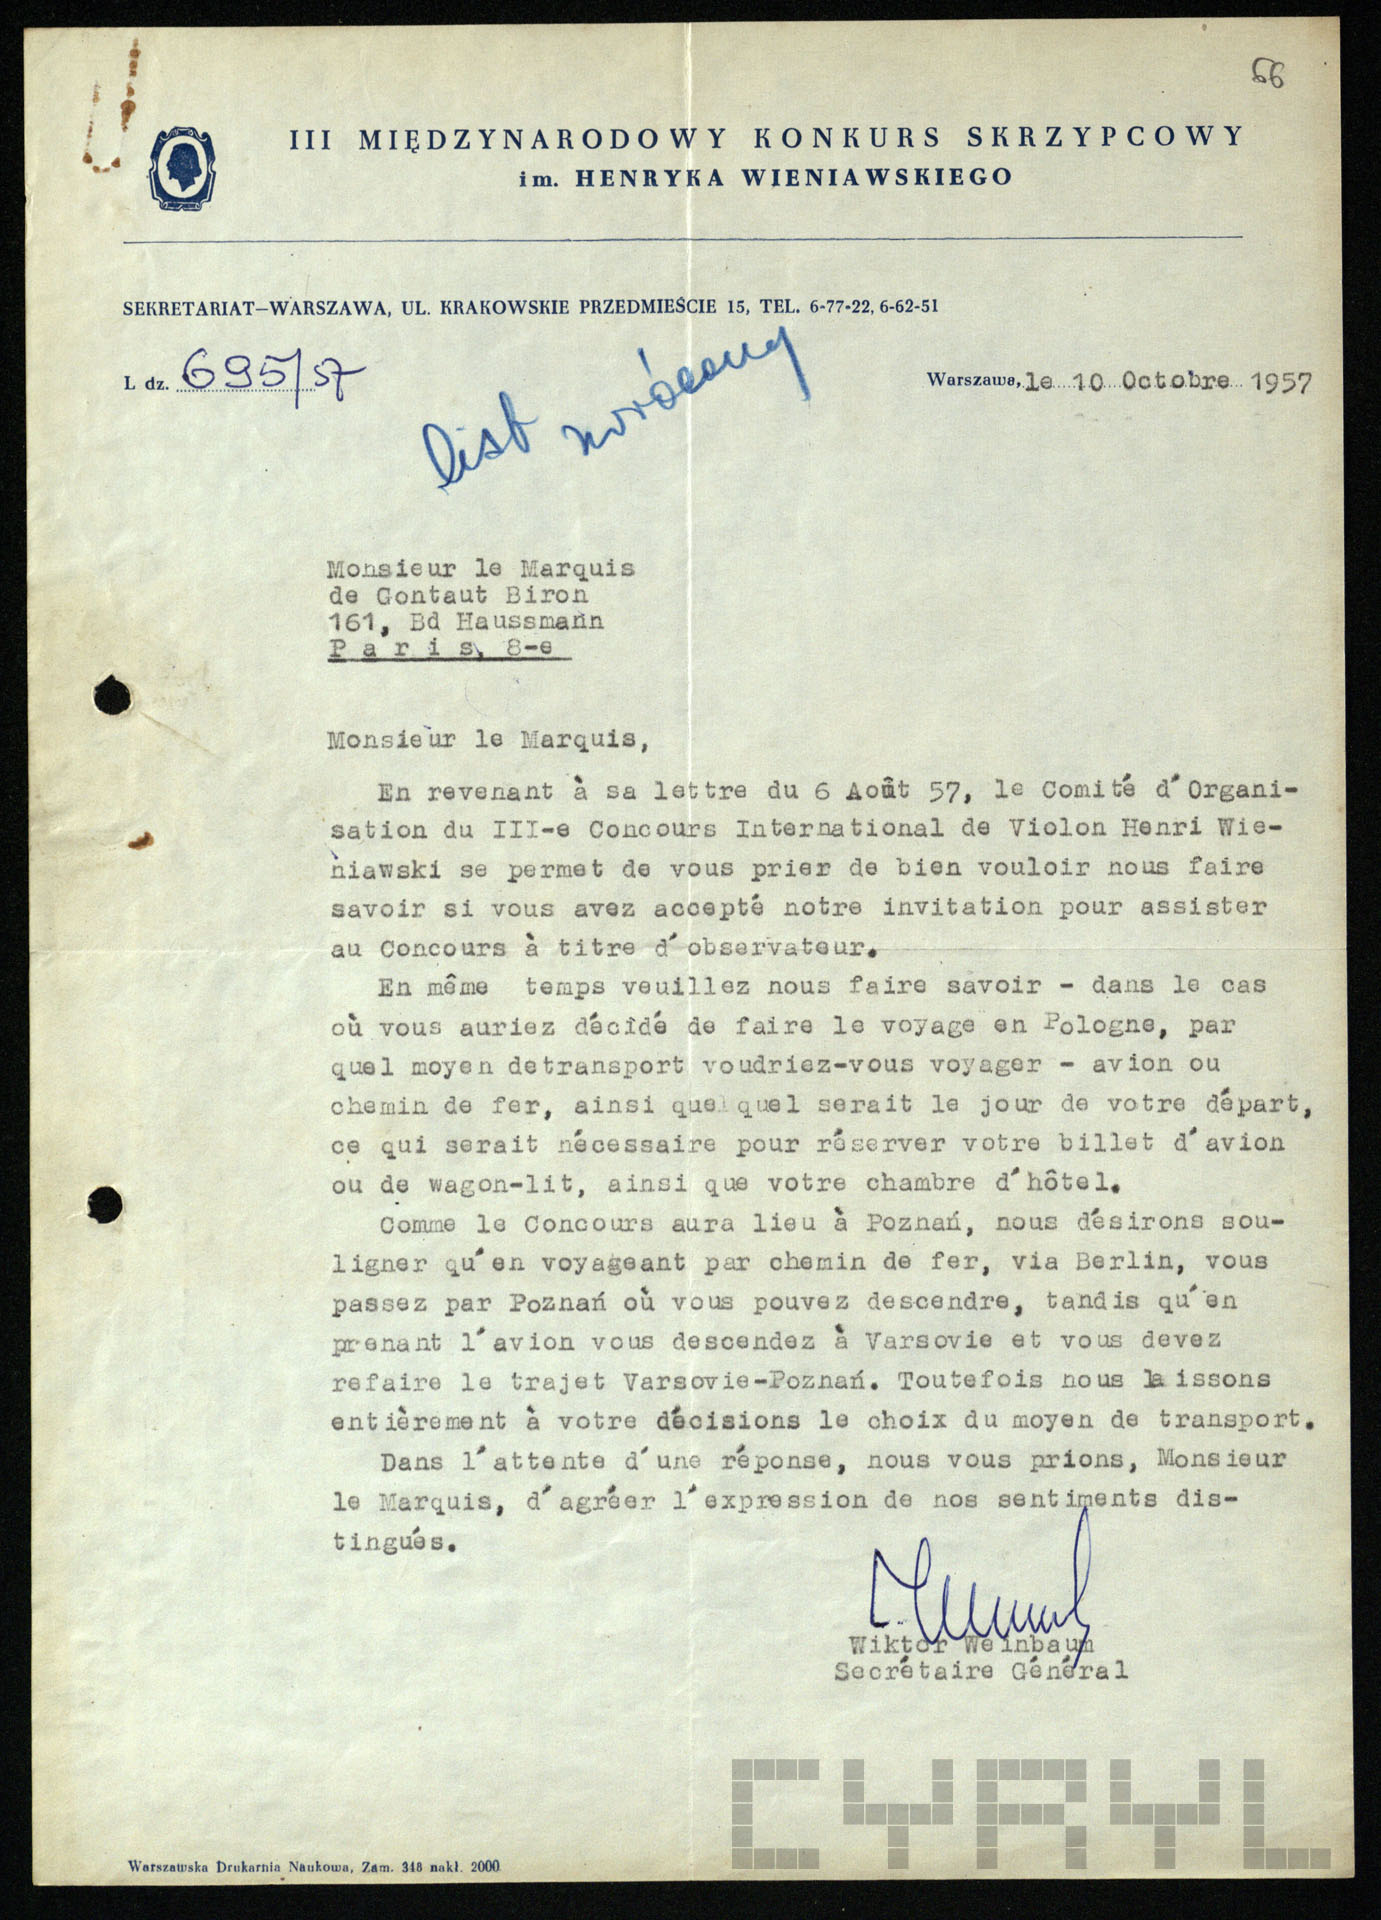 66
III MIĘDZYNARODOWY KONKURS SKRZYPCOWY
im. HENRYKA WIENIAWSKIEGO
SEKRETARIAT–WARSZAWA, UL. KRAKOWSKIE PRZEDMIEŚCIE 15, TEL. 6-77-22, 6-62-51
L dz. 695/57
Warszawa, le 10 Octobre 1957
list wrócony
Monsieur le Marquis
de Gontaut Biron
161, Bd Haussmann
P a r i s, 8-e
Monsieur le Marquis,
En revenant à sa lettre du 6 Août 57, le Comité d'Organi-
sation du III-e Concours International de Violon Henri Wie-
niawski se permet de vous prier de bien vouloir nous faire
savoir si vous avez accepté notre invitation pour assister
au Concours à titre d'observateur.
En même temps veuillez nous faire savoir - dans le cas
où vous auriez décidé de faire le voyage en Pologne, par
quel moyen detransport voudriez-vous voyager - avion ou
chemin de fer, ainsi quel quel serait le jour de votre départ,
ce qui serait nécessaire pour réserver votre billet d'avion
ou de wagon-lit, ainsi que votre chambre d'hôtel.
Comme le Concours aura lieu à Poznań, nous désirons sou-
ligner qu'en voyageant par chemin de fer, via Berlin, vous
passez par Poznań où vous pouvez descendre, tandis qu'en
prenant l'avion vous descendez à Varsovie et vous devez
refaire le trajet Varsovie-Poznań. Toutefois nous laissons
entièrement à votre décisions le choix du moyen de transport.
Dans l'attente d'une réponse, nous vous prions, Monsieur
le Marquis, d'agréer l'expression de nos sentiments dis-
tingués.
Wiktor Weinbaum
Secrétaire Général
CYRYL
Warszawska Drukarnia Naukowa, Zam. 348 nakł. 2000